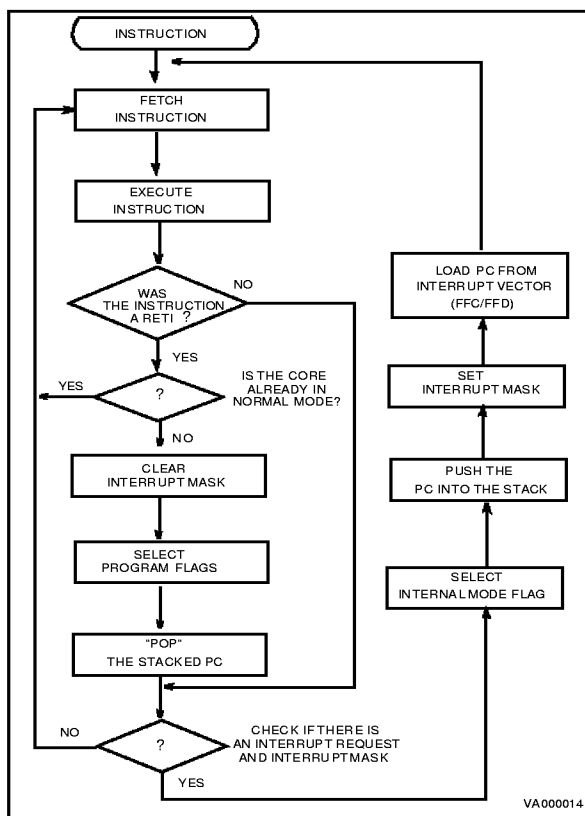 INSTRUCTION
FETCH
INSTRUCTION
EXECUTE
INSTRUCTION
WAS
THE INSTRUCTION
A RETI ?
NO
YES
?
IS THE CORE
ALREADY IN
NORMAL MODE?
YES
NO
CLEAR
INTERRUPT MASK
SELECT
PROGRAM FLAGS
"POP"
THE STACKED PC
?
CHECK IF THERE IS
AN INTERRUPT REQUEST
AND INTERRUPT MASK
NO
YES
SELECT
INTERNAL MODE FLAG
PUSH THE
PC INTO THE STACK
SET
INTERRUPT MASK
LOAD PC FROM
INTERRUPT VECTOR
(FFC/FFD)
VA000014